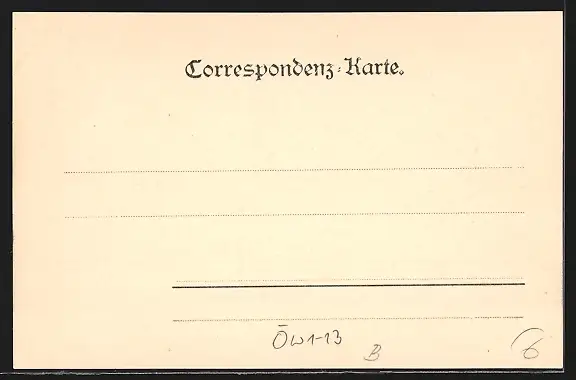 Correspondenz-Karte.
ÖW1-13
B
6